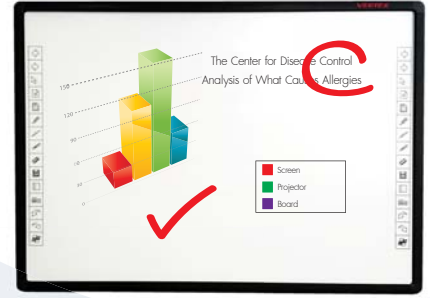 VERTEX
The Center for Disease Control
Analysis of What Causes Allergies
150
120
90
60
30
0
Screen
Projector
Board